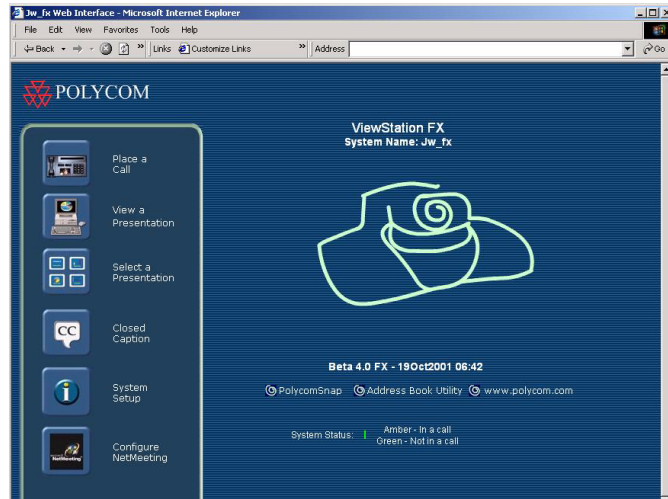 Jw_fx Web Interface - Microsoft Internet Explorer
File Edit View Favorites Tools Help
Back Links Customize Links Address Go
POLYCOM
ViewStation FX
System Name: Jw_fx
Place a
Call
View a
Presentation
Select a
Presentation
CC
Closed
Caption
System
Setup
NetMeeting
Configure
NetMeeting
Beta 4.0 FX - 19Oct2001 06:42
PolycomSnap Address Book Utility www.polycom.com
System Status: Amber - In a call
Green - Not in a call